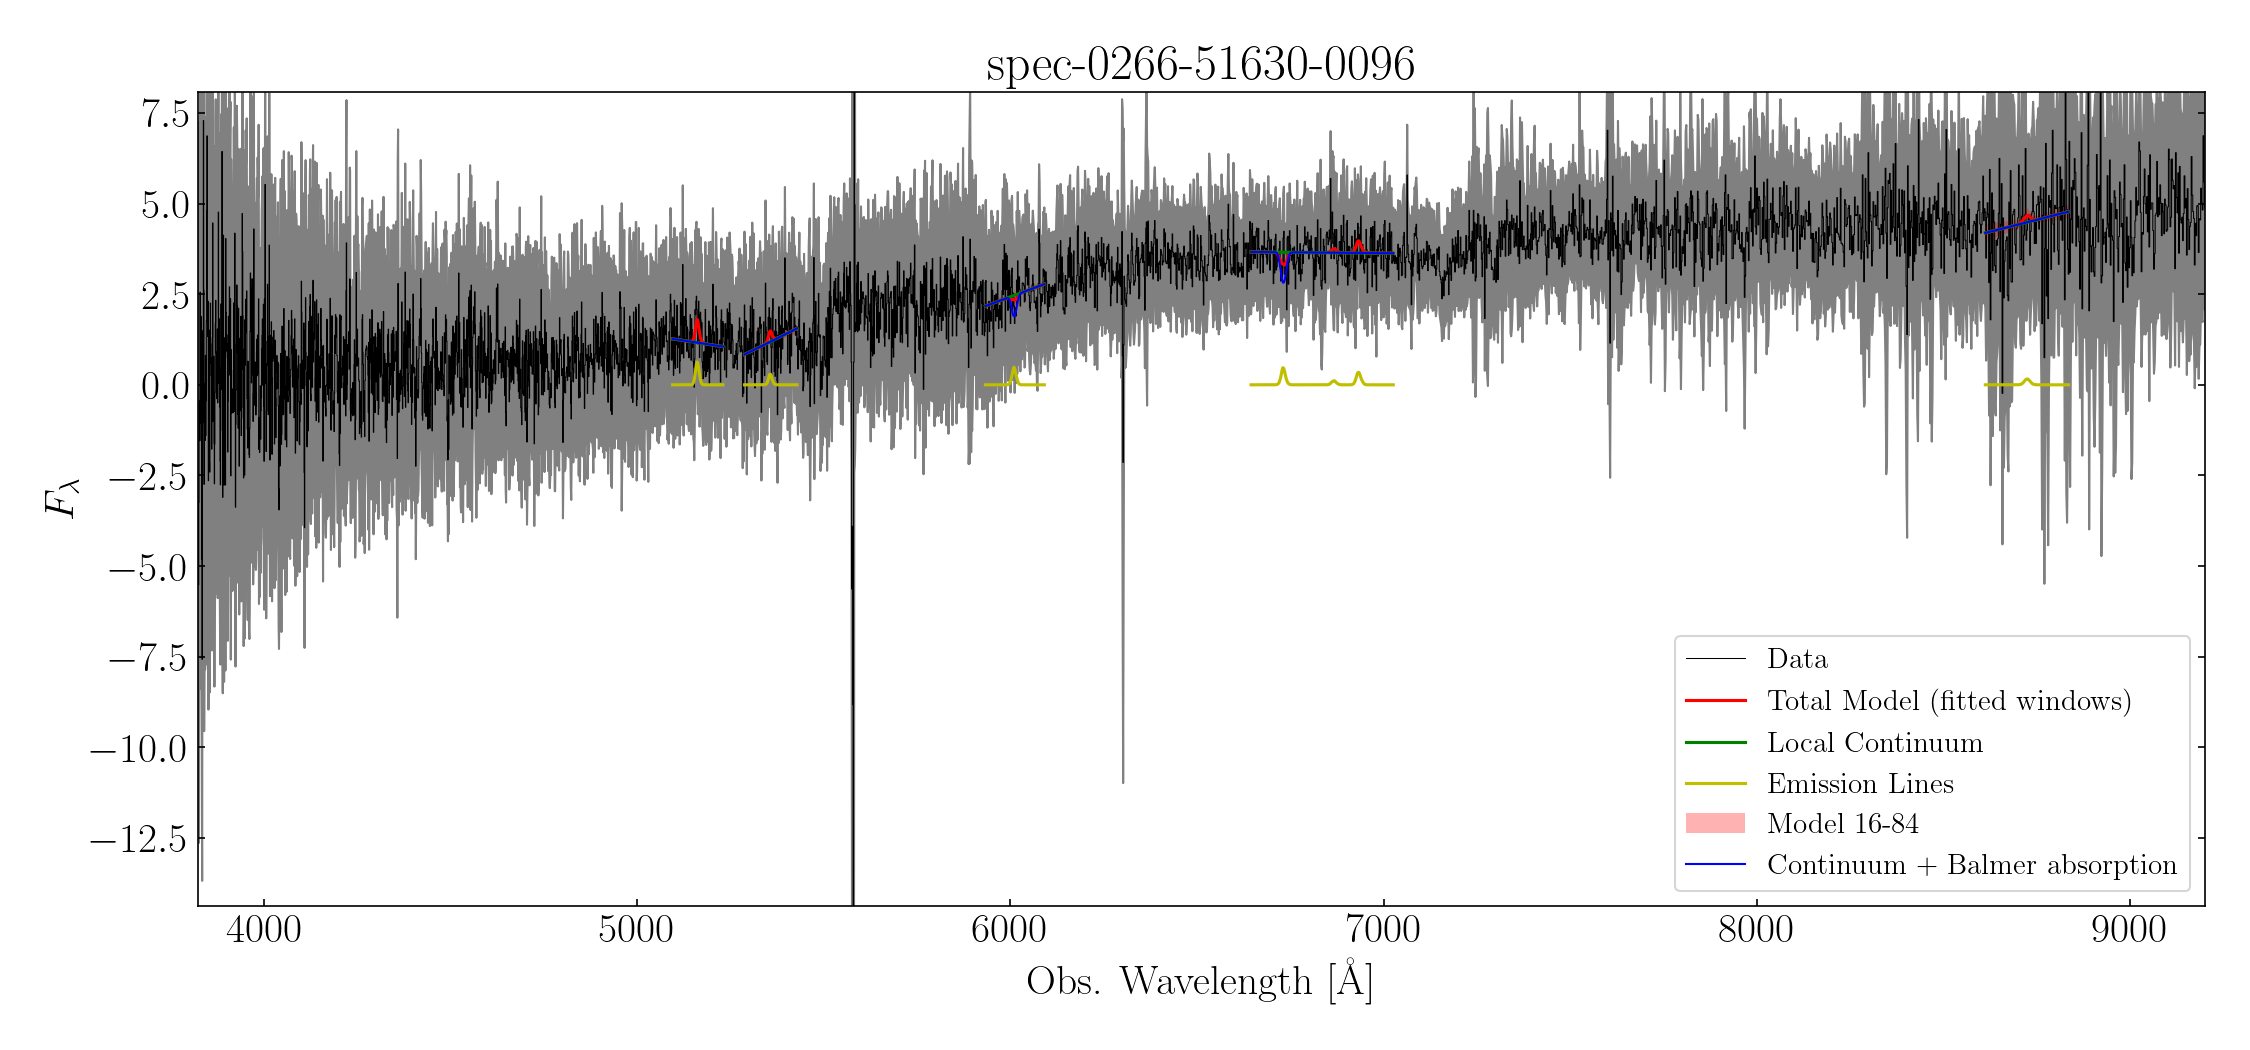 spec-0266-51630-0096
7.5
5.0
2.5
0.0
−2.5
−5.0
−7.5
−10.0
−12.5
F_λ
4000 5000 6000 7000 8000 9000
Obs. Wavelength [Å]
Data
Total Model (fitted windows)
Local Continuum
Emission Lines
Model 16-84
Continuum + Balmer absorption